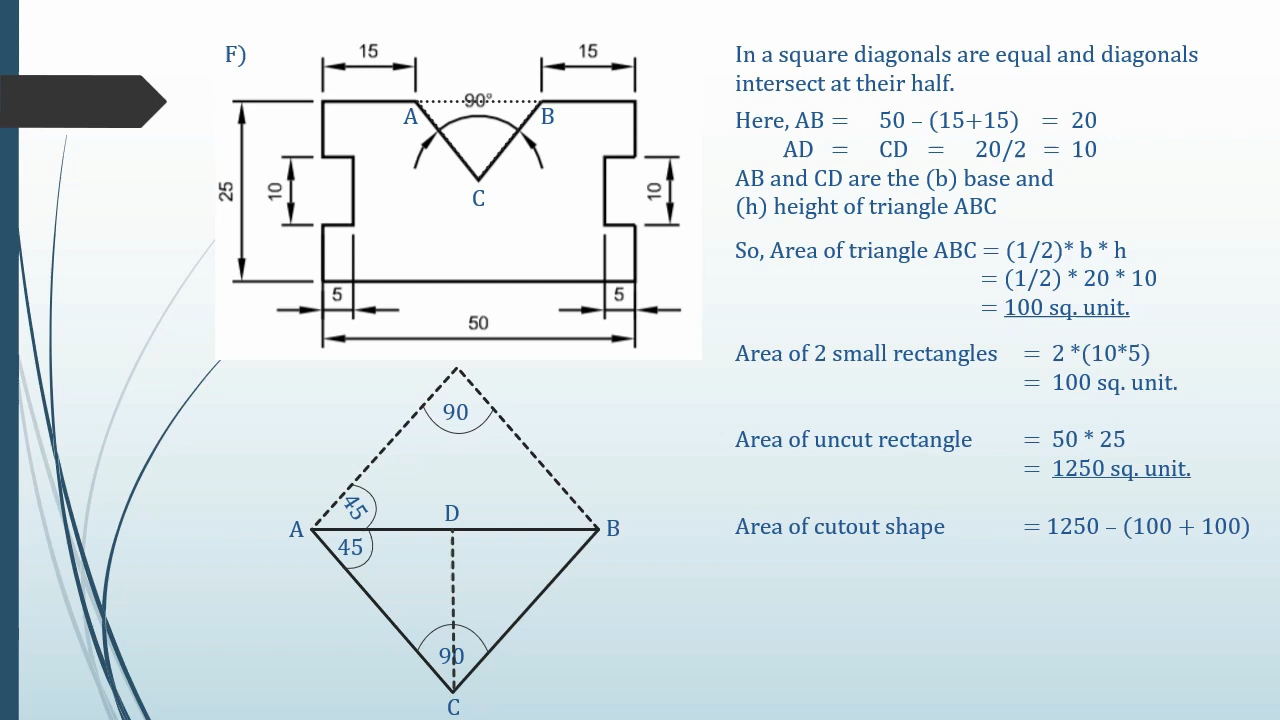 F)
15
15
90°
A
B
C
25
10
10
5
5
50
90
45
45
A
D
B
90
C
In a square diagonals are equal and diagonals
intersect at their half.
Here, AB = 50 – (15+15) = 20
AD = CD = 20/2 = 10
AB and CD are the (b) base and
(h) height of triangle ABC
So, Area of triangle ABC = (1/2)* b * h
= (1/2) * 20 * 10
= 100 sq. unit.
Area of 2 small rectangles = 2 *(10*5)
= 100 sq. unit.
Area of uncut rectangle = 50 * 25
= 1250 sq. unit.
Area of cutout shape = 1250 – (100 + 100)